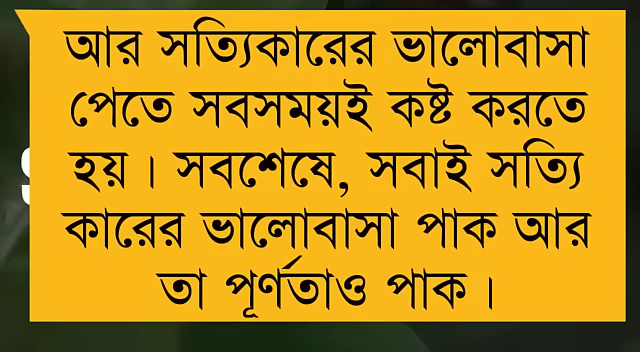 আর সত্যিকারের ভালোবাসা
পেতে সবসময়ই কষ্ট করতে
হয়। সবশেষে, সবাই সত্যি
কারের ভালোবাসা পাক আর
তা পূর্ণতাও পাক।